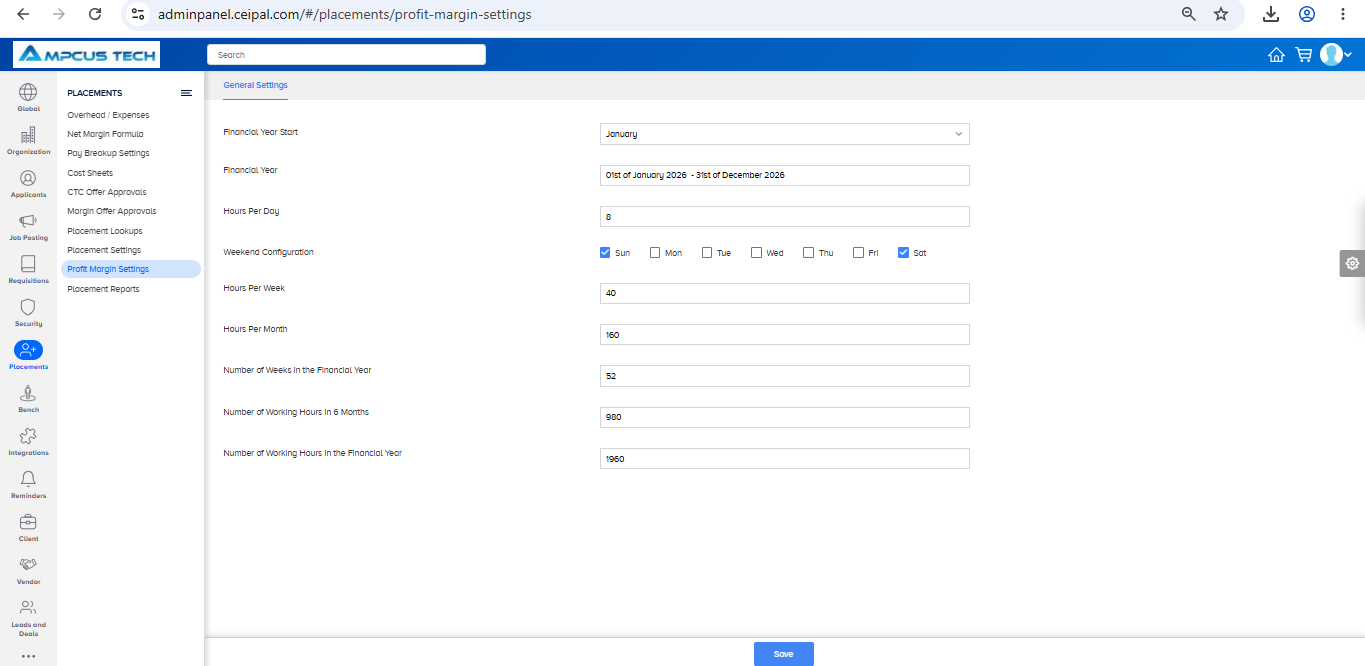 adminpanel.ceipal.com/#/placements/profit-margin-settings
AMPCUS TECH
Search
Global
Organization
Applicants
Job Posting
Requisitions
Security
Placements
Bench
Integrations
Reminders
Client
Vendor
Leads and
Deals
PLACEMENTS
Overhead / Expenses
Net Margin Formula
Pay Breakup Settings
Cost Sheets
CTC Offer Approvals
Margin Offer Approvals
Placement Lookups
Placement Settings
Profit Margin Settings
Placement Reports
General Settings
Financial Year Start
January
Financial Year
01st of January 2026 - 31st of December 2026
Hours Per Day
8
Weekend Configuration
Sun Mon Tue Wed Thu Fri Sat
Hours Per Week
40
Hours Per Month
160
Number of Weeks in the Financial Year
52
Number of Working Hours in 6 Months
980
Number of Working Hours in the Financial Year
1960
Save